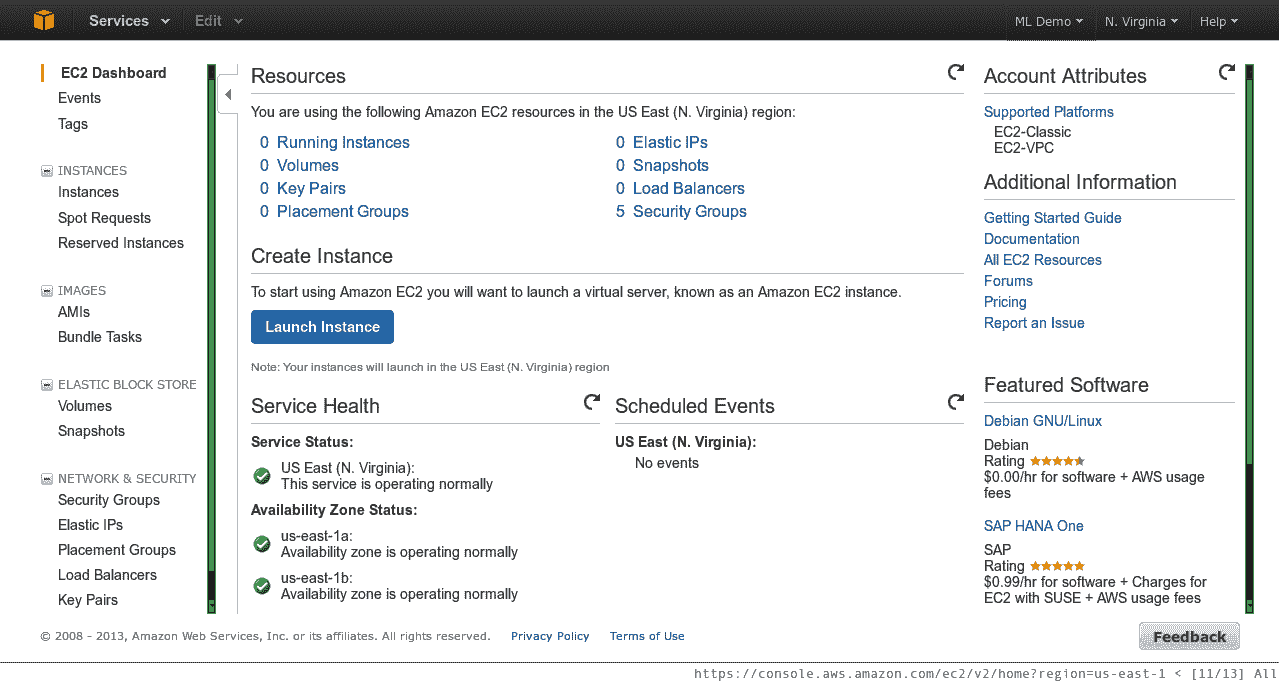 Services Edit ML Demo N. Virginia Help
EC2 Dashboard
Events
Tags
INSTANCES
Instances
Spot Requests
Reserved Instances
IMAGES
AMIs
Bundle Tasks
ELASTIC BLOCK STORE
Volumes
Snapshots
NETWORK & SECURITY
Security Groups
Elastic IPs
Placement Groups
Load Balancers
Key Pairs
Resources
You are using the following Amazon EC2 resources in the US East (N. Virginia) region:
0 Running Instances 0 Elastic IPs
0 Volumes 0 Snapshots
0 Key Pairs 0 Load Balancers
0 Placement Groups 5 Security Groups
Create Instance
To start using Amazon EC2 you will want to launch a virtual server, known as an Amazon EC2 instance.
Launch Instance
Note: Your instances will launch in the US East (N. Virginia) region
Service Health
Service Status:
US East (N. Virginia):
This service is operating normally
Availability Zone Status:
us-east-1a:
Availability zone is operating normally
us-east-1b:
Availability zone is operating normally
Scheduled Events
US East (N. Virginia):
No events
Account Attributes
Supported Platforms
EC2-Classic
EC2-VPC
Additional Information
Getting Started Guide
Documentation
All EC2 Resources
Forums
Pricing
Report an Issue
Featured Software
Debian GNU/Linux
Debian
Rating
$0.00/hr for software + AWS usage
fees
SAP HANA One
SAP
Rating
$0.99/hr for software + Charges for
EC2 with SUSE + AWS usage fees
© 2008 - 2013, Amazon Web Services, Inc. or its affiliates. All rights reserved. Privacy Policy Terms of Use
Feedback
https://console.aws.amazon.com/ec2/v2/home?region=us-east-1 < [11/13] All